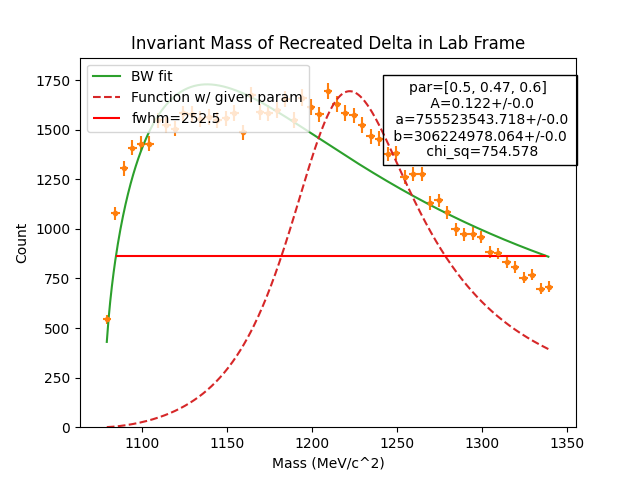 Invariant Mass of Recreated Delta in Lab Frame
BW fit
Function w/ given param
fwhm=252.5
par=[0.5, 0.47, 0.6]
A=0.122+/-0.0
a=755523543.718+/-0.0
b=306224978.064+/-0.0
chi_sq=754.578
Count
1750
1500
1250
1000
750
500
250
0
1100
1150
1200
1250
1300
1350
Mass (MeV/c^2)